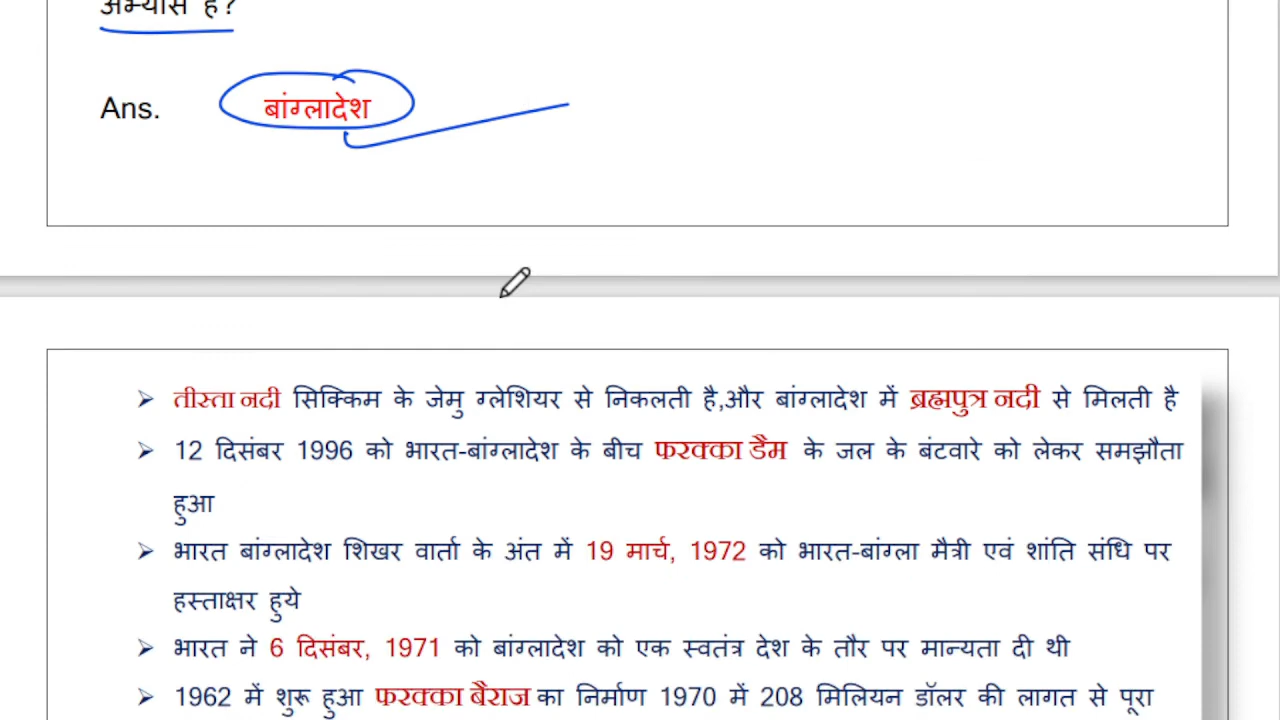 अभ्यास है?
Ans. बांग्लादेश
➢ तीस्ता नदी सिक्किम के जेमु ग्लेशियर से निकलती है,और बांग्लादेश में ब्रह्मपुत्र नदी से मिलती है
➢ 12 दिसंबर 1996 को भारत-बांग्लादेश के बीच फरक्का डैम के जल के बंटवारे को लेकर समझौता
हुआ
➢ भारत बांग्लादेश शिखर वार्ता के अंत में 19 मार्च, 1972 को भारत-बांग्ला मैत्री एवं शांति संधि पर
हस्ताक्षर हुये
➢ भारत ने 6 दिसंबर, 1971 को बांग्लादेश को एक स्वतंत्र देश के तौर पर मान्यता दी थी
➢ 1962 में शुरू हुआ फरक्का बैराज का निर्माण 1970 में 208 मिलियन डॉलर की लागत से पूरा